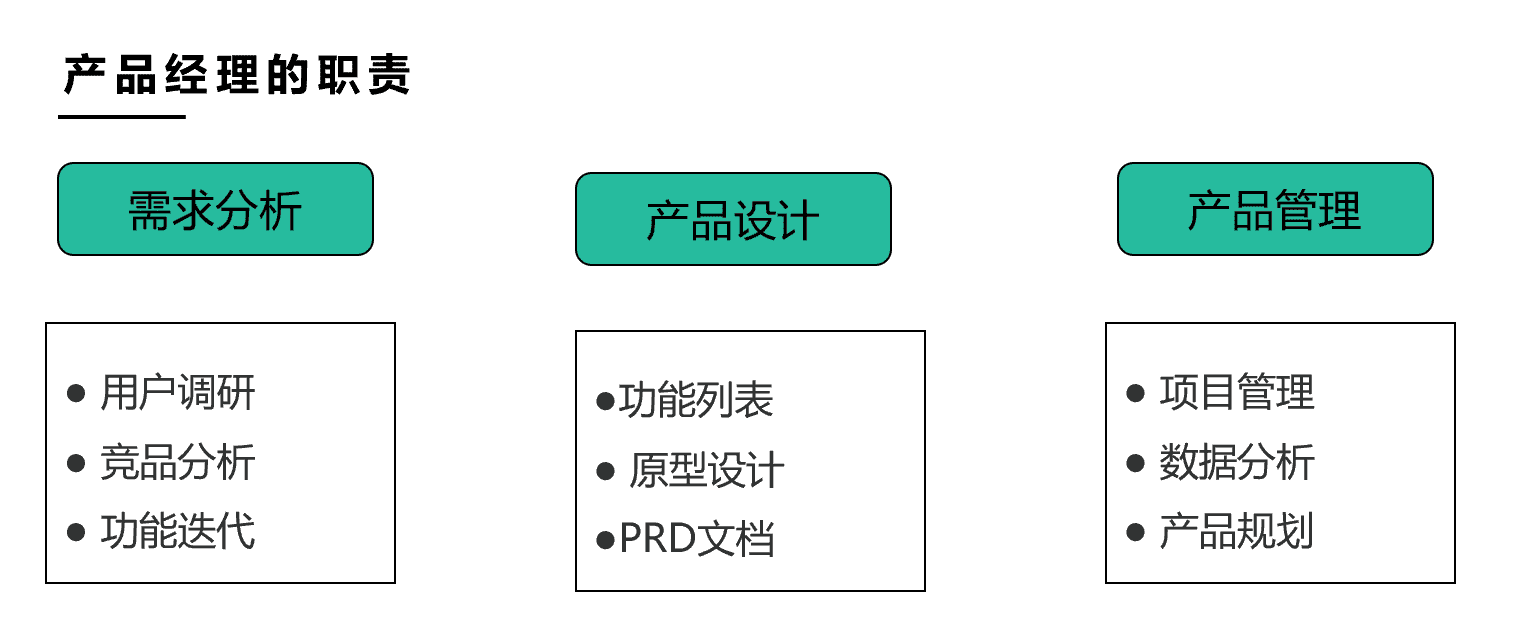 产品经理的职责
需求分析
产品设计
产品管理
● 用户调研
● 竞品分析
● 功能迭代
●功能列表
● 原型设计
●PRD文档
● 项目管理
● 数据分析
● 产品规划